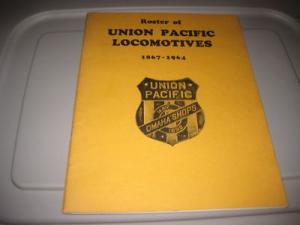 Roster of
UNION PACIFIC
LOCOMOTIVES
1867-1964
UNION
PACIFIC
OMAHA SHOPS